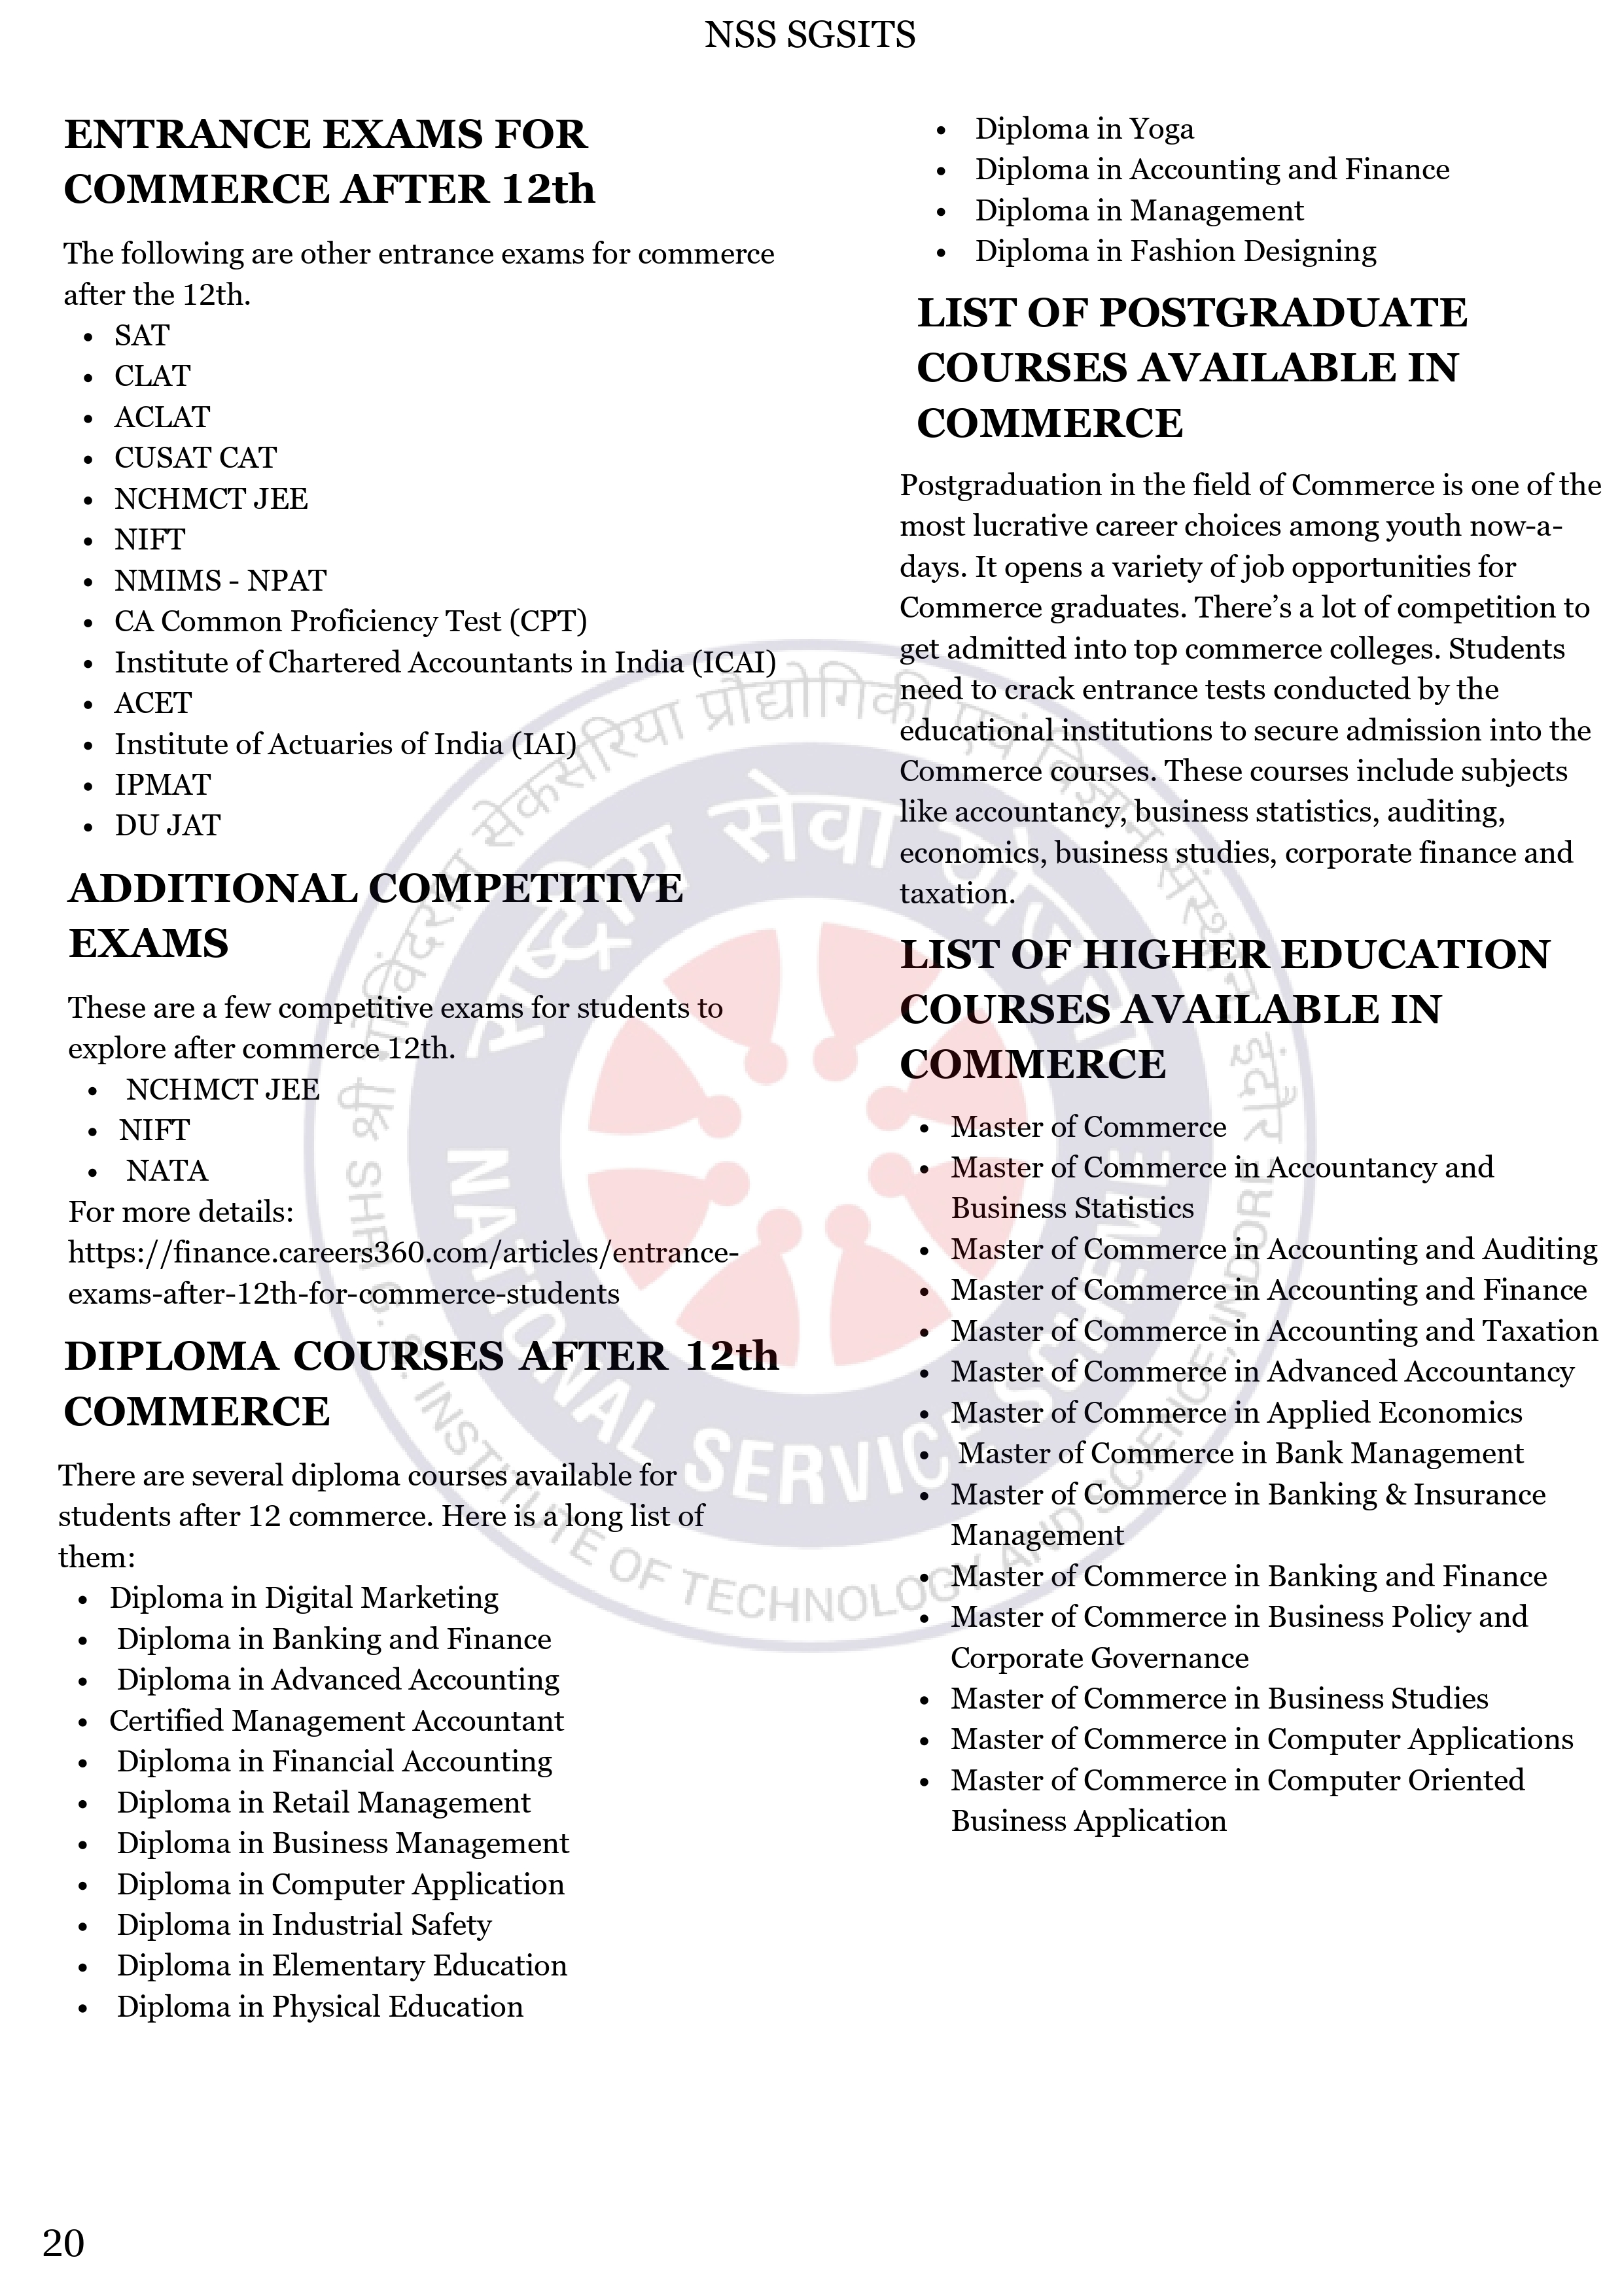 NSS SGSITS
ENTRANCE EXAMS FOR
COMMERCE AFTER 12th
The following are other entrance exams for commerce
after the 12th.
• SAT
• CLAT
• ACLAT
• CUSAT CAT
• NCHMCT JEE
• NIFT
• NMIMS - NPAT
• CA Common Proficiency Test (CPT)
• Institute of Chartered Accountants in India (ICAI)
• ACET
• Institute of Actuaries of India (IAI)
• IPMAT
• DU JAT
ADDITIONAL COMPETITIVE
EXAMS
These are a few competitive exams for students to
explore after commerce 12th.
• NCHMCT JEE
• NIFT
• NATA
For more details:
https://finance.careers360.com/articles/entrance-
exams-after-12th-for-commerce-students
DIPLOMA COURSES AFTER 12th
COMMERCE
There are several diploma courses available for
students after 12 commerce. Here is a long list of
them:
• Diploma in Digital Marketing
• Diploma in Banking and Finance
• Diploma in Advanced Accounting
• Certified Management Accountant
• Diploma in Financial Accounting
• Diploma in Retail Management
• Diploma in Business Management
• Diploma in Computer Application
• Diploma in Industrial Safety
• Diploma in Elementary Education
• Diploma in Physical Education
• Diploma in Yoga
• Diploma in Accounting and Finance
• Diploma in Management
• Diploma in Fashion Designing
LIST OF POSTGRADUATE
COURSES AVAILABLE IN
COMMERCE
Postgraduation in the field of Commerce is one of the
most lucrative career choices among youth now-a-
days. It opens a variety of job opportunities for
Commerce graduates. There’s a lot of competition to
get admitted into top commerce colleges. Students
need to crack entrance tests conducted by the
educational institutions to secure admission into the
Commerce courses. These courses include subjects
like accountancy, business statistics, auditing,
economics, business studies, corporate finance and
taxation.
LIST OF HIGHER EDUCATION
COURSES AVAILABLE IN
COMMERCE
• Master of Commerce
• Master of Commerce in Accountancy and
Business Statistics
• Master of Commerce in Accounting and Auditing
• Master of Commerce in Accounting and Finance
• Master of Commerce in Accounting and Taxation
• Master of Commerce in Advanced Accountancy
• Master of Commerce in Applied Economics
• Master of Commerce in Bank Management
• Master of Commerce in Banking & Insurance
Management
• Master of Commerce in Banking and Finance
• Master of Commerce in Business Policy and
Corporate Governance
• Master of Commerce in Business Studies
• Master of Commerce in Computer Applications
• Master of Commerce in Computer Oriented
Business Application
श्री गोविंदराम सेकसरिया प्रौद्योगिकी एवं विज्ञान संस्थान, इंदौर
राष्ट्रीय सेवा योजना
NATIONAL SERVICE SCHEME
SHRI G. S. INSTITUTE OF TECHNOLOGY AND SCIENCE, INDORE
20